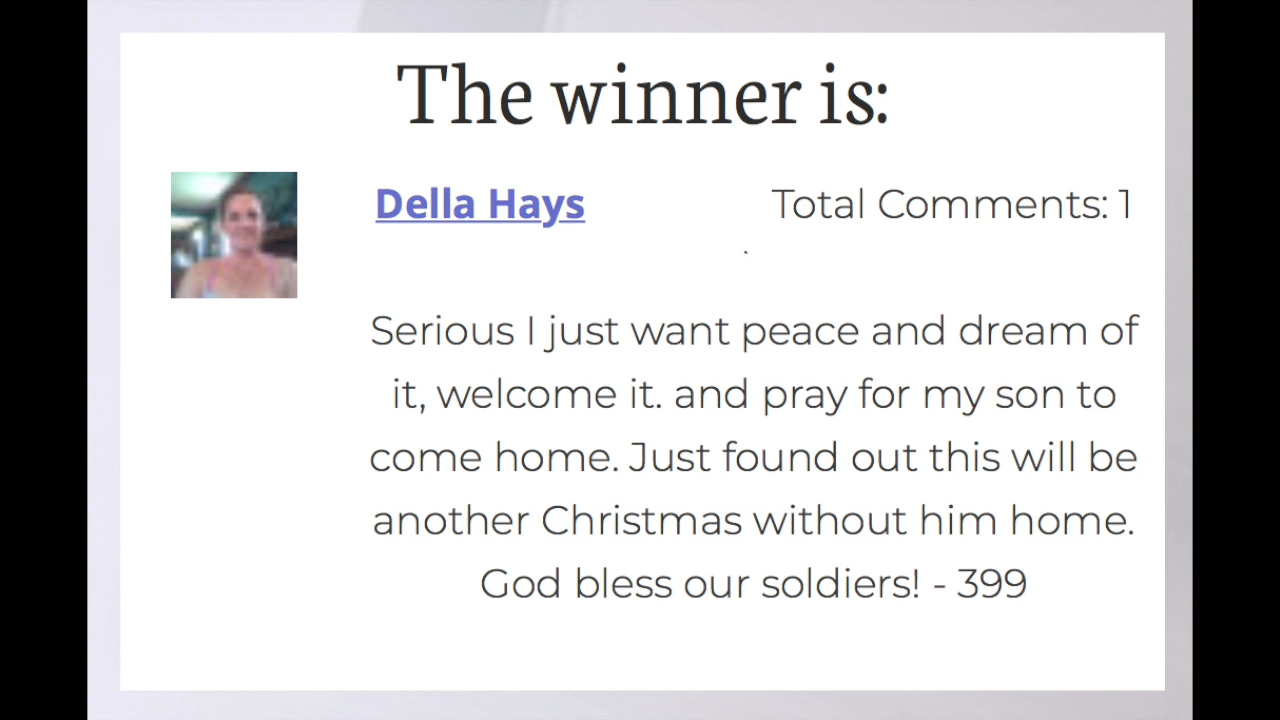 The winner is:
Della Hays
Total Comments: 1
Serious I just want peace and dream of
it, welcome it. and pray for my son to
come home. Just found out this will be
another Christmas without him home.
God bless our soldiers! - 399